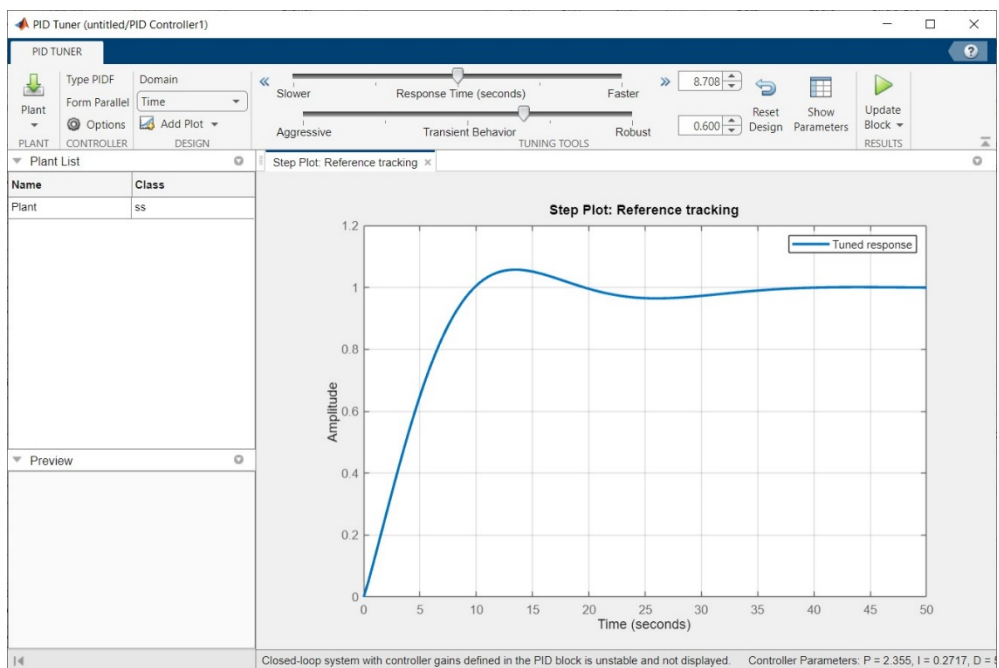 PID Tuner (untitled/PID Controller1)
PID TUNER
Plant
PLANT
Type PIDF
Form Parallel
Options
CONTROLLER
Domain
Time
Add Plot
DESIGN
Slower Response Time (seconds) Faster
8.708
Aggressive Transient Behavior Robust
0.600
TUNING TOOLS
Reset
Design
Show
Parameters
Update
Block
RESULTS
Plant List
Name Class
Plant ss
Preview
Step Plot: Reference tracking
Step Plot: Reference tracking
Tuned response
1.2
1
0.8
0.6
0.4
0.2
0
Amplitude
0 5 10 15 20 25 30 35 40 45 50
Time (seconds)
Closed-loop system with controller gains defined in the PID block is unstable and not displayed. Controller Parameters: P = 2.355, I = 0.2717, D =